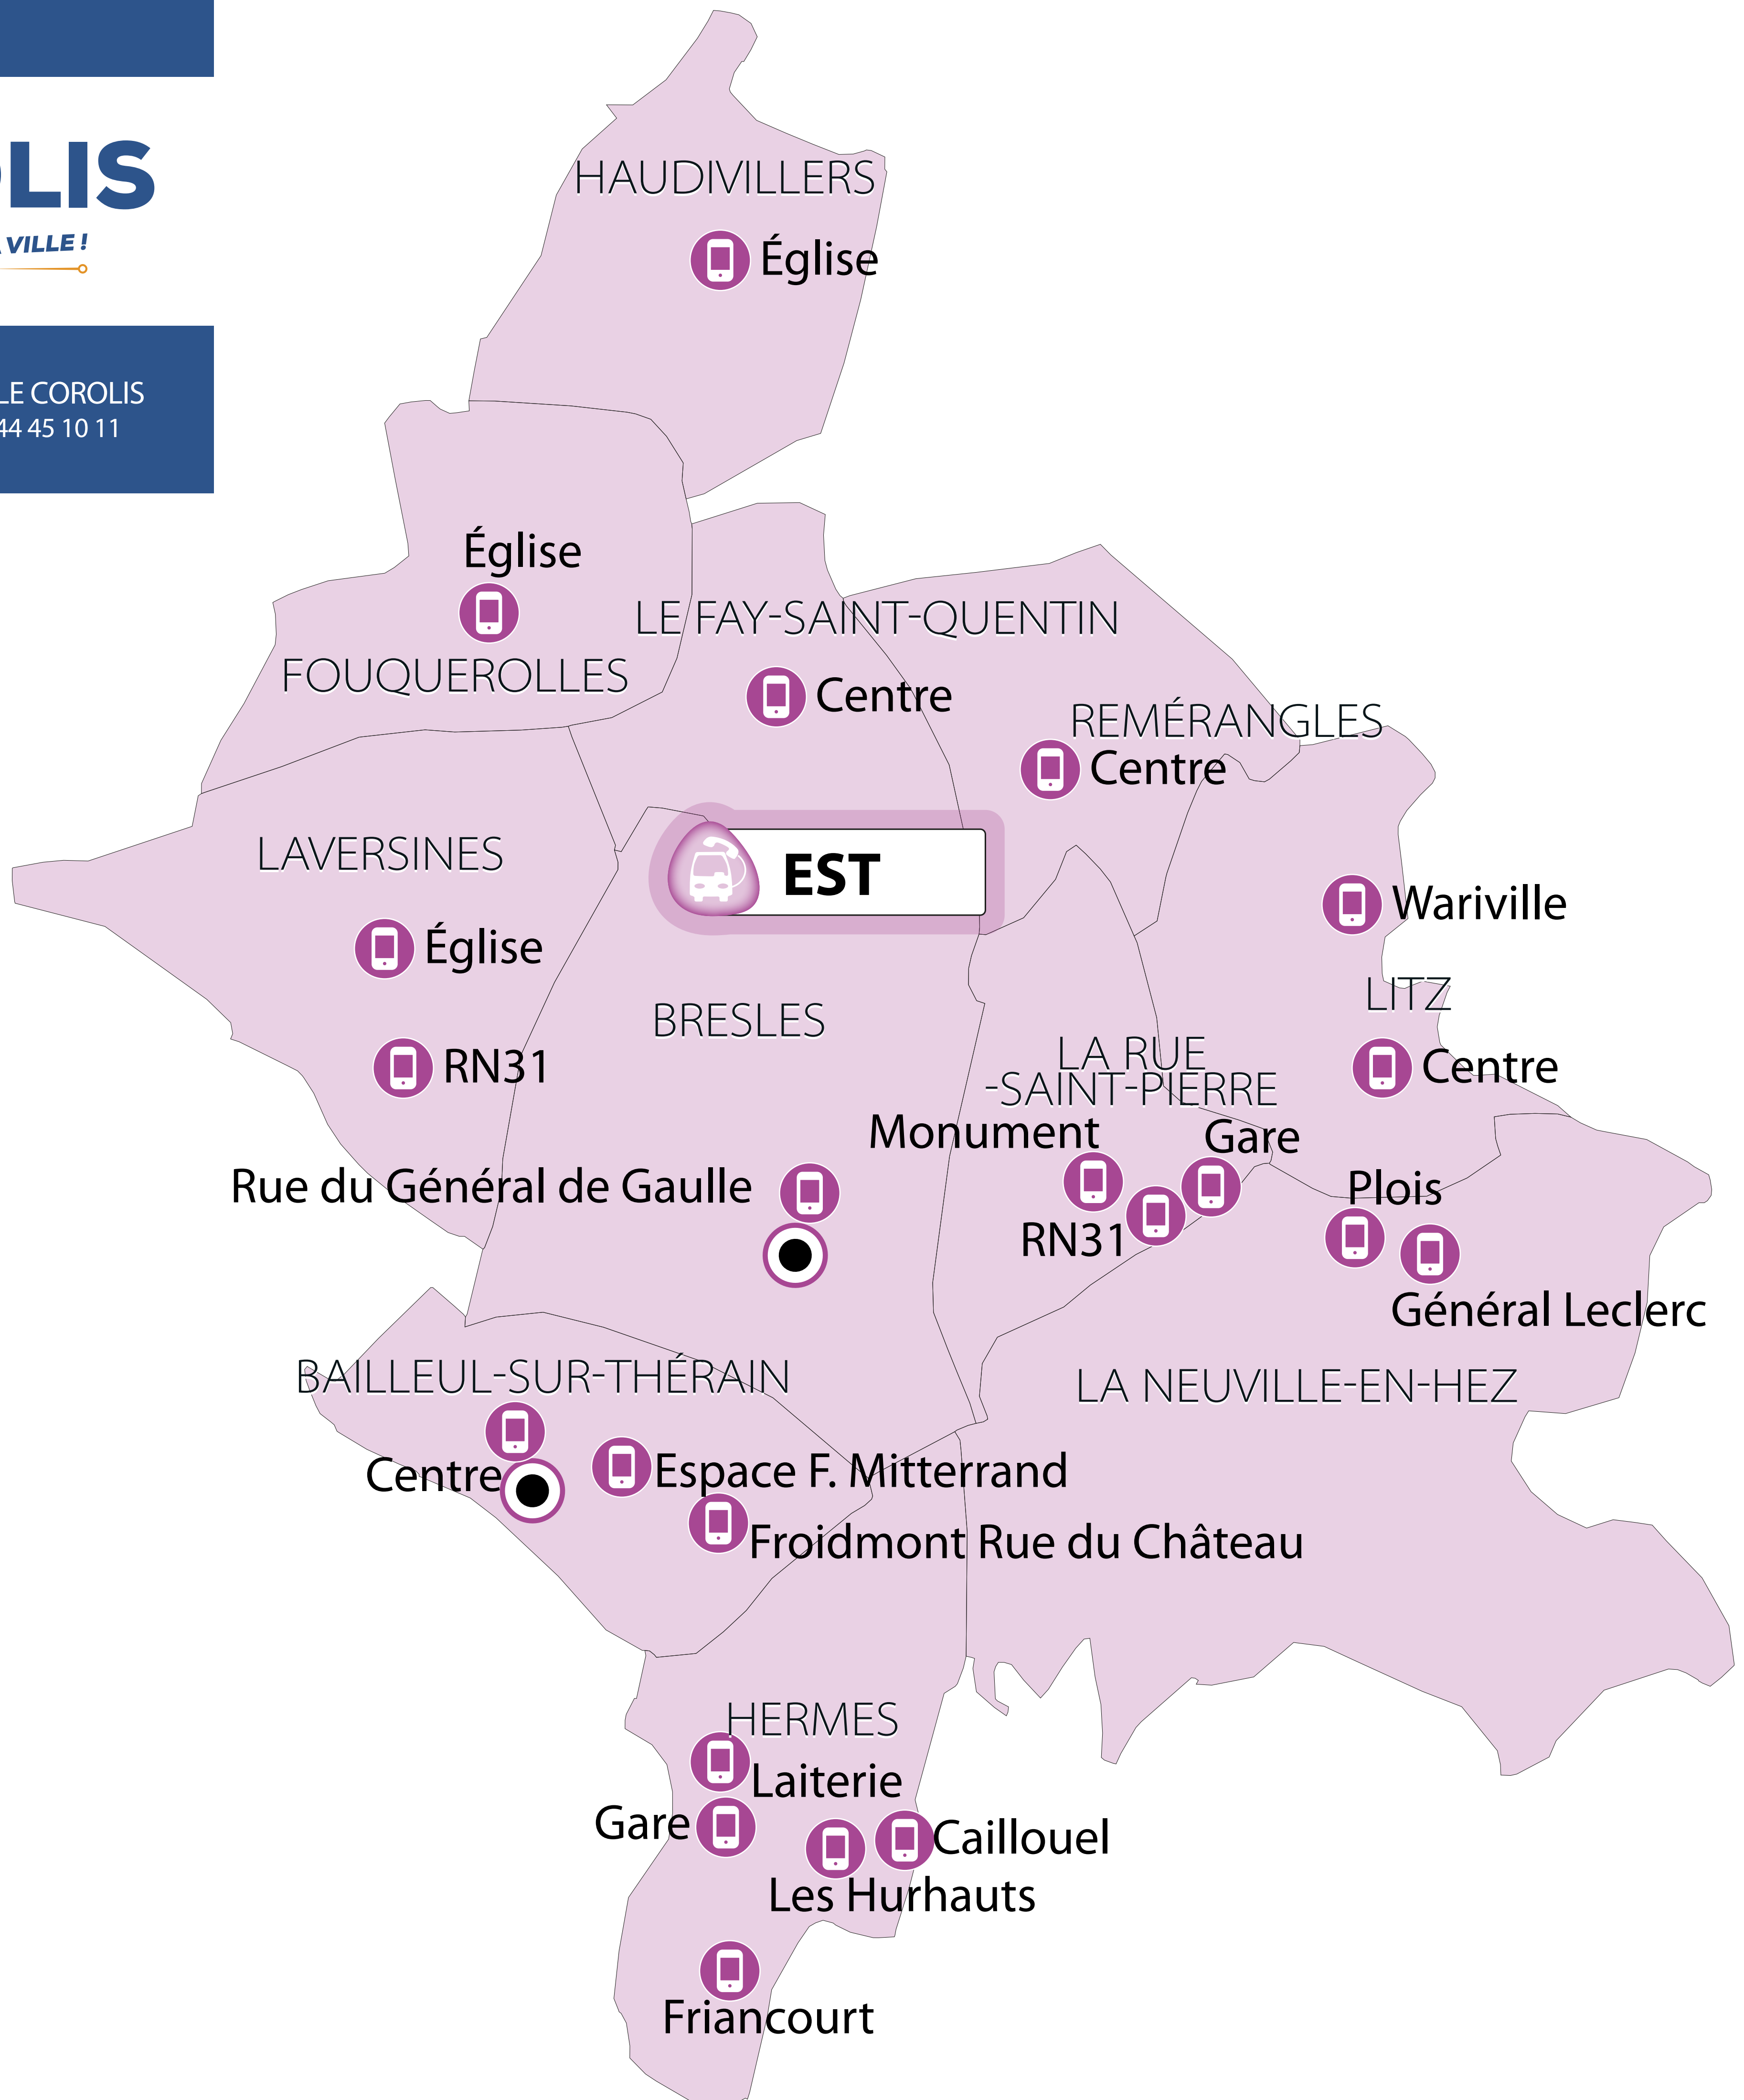 OLIS
VILLE !
LE COROLIS
44 45 10 11
HAUDIVILLERS
Église
Église
FOUQUEROLLES
LE FAY-SAINT-QUENTIN
Centre
REMÉRANGLES
Centre
EST
LAVERSINES
Église
RN31
Wariville
LITZ
Centre
BRESLES
Rue du Général de Gaulle
LA RUE
-SAINT-PIERRE
Monument
Gare
RN31
Plois
Général Leclerc
LA NEUVILLE-EN-HEZ
BAILLEUL-SUR-THÉRAIN
Centre
Espace F. Mitterrand
Froidmont Rue du Château
HERMES
Laiterie
Gare
Caillouel
Les Hurhauts
Friancourt